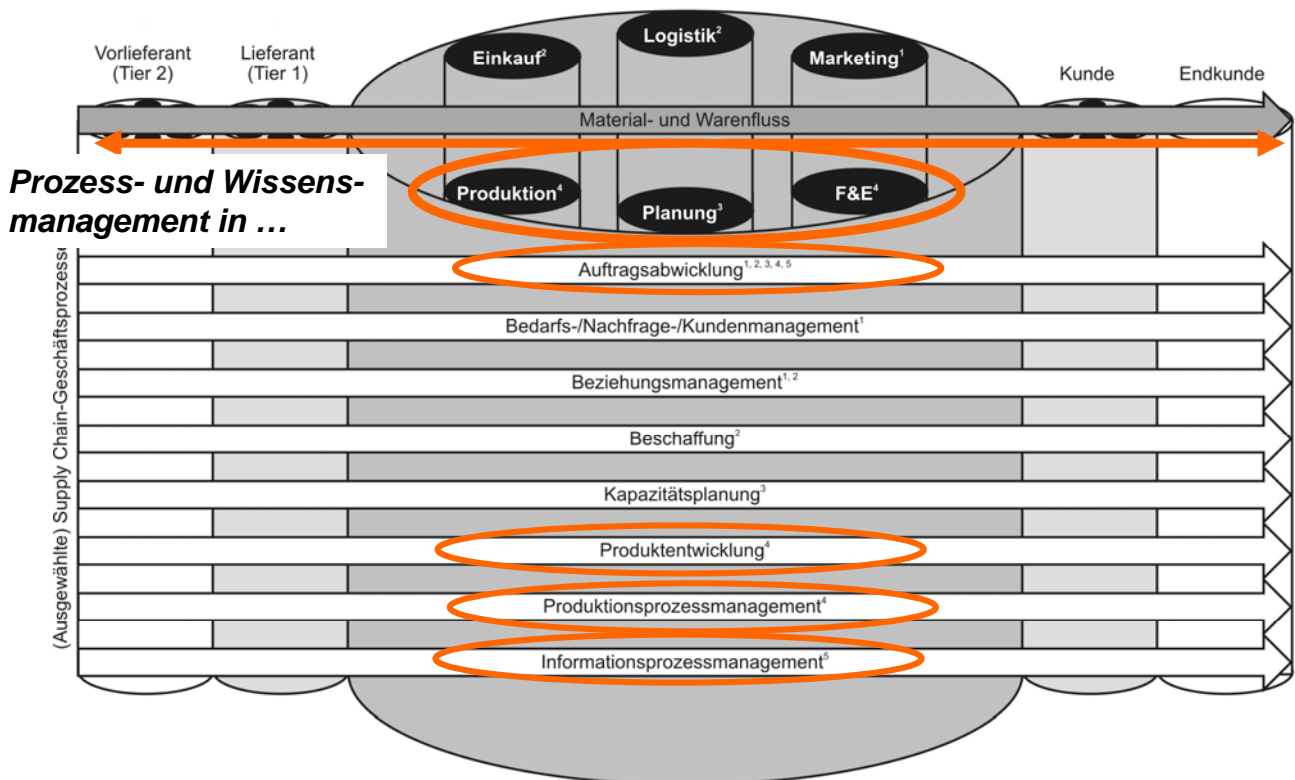 Vorlieferant
(Tier 2)
Lieferant
(Tier 1)
Einkauf²
Logistik²
Marketing¹
Kunde
Endkunde
Material- und Warenfluss
Prozess- und Wissens-
management in …
Produktion⁴
Planung³
F&E⁴
(Ausgewählte) Supply Chain-Geschäftsprozesse
Auftragsabwicklung¹, ², ³, ⁴, ⁵
Bedarfs-/Nachfrage-/Kundenmanagement¹
Beziehungsmanagement¹, ²
Beschaffung²
Kapazitätsplanung³
Produktentwicklung⁴
Produktionsprozessmanagement⁴
Informationsprozessmanagement⁵